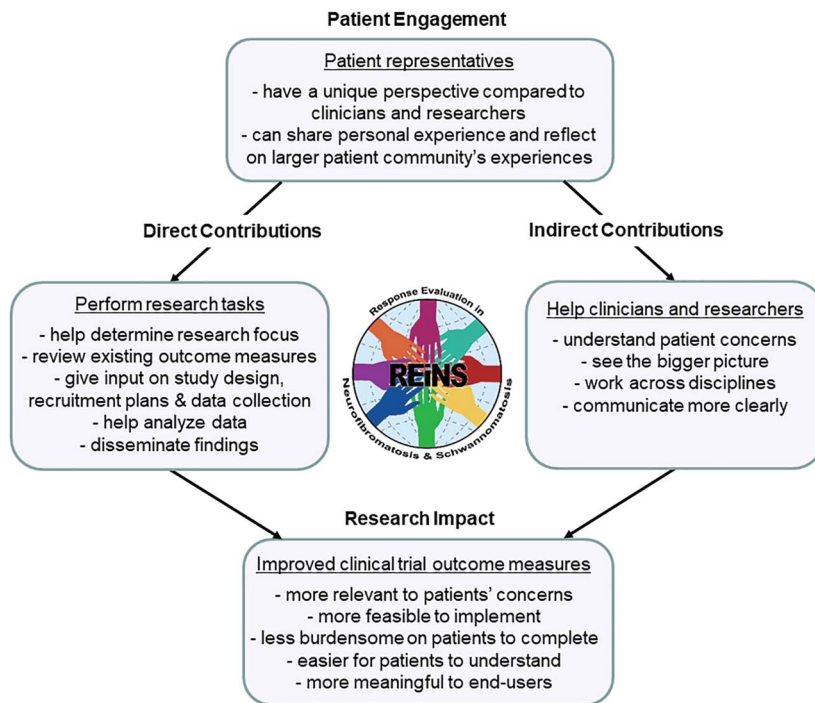 Patient Engagement
Patient representatives
- have a unique perspective compared to
clinicians and researchers
- can share personal experience and reflect
on larger patient community's experiences
Direct Contributions
Indirect Contributions
Perform research tasks
- help determine research focus
- review existing outcome measures
- give input on study design,
recruitment plans & data collection
- help analyze data
- disseminate findings
Response Evaluation in
REiNS
Neurofibromatosis & Schwannomatosis
Help clinicians and researchers
- understand patient concerns
- see the bigger picture
- work across disciplines
- communicate more clearly
Research Impact
Improved clinical trial outcome measures
- more relevant to patients' concerns
- more feasible to implement
- less burdensome on patients to complete
- easier for patients to understand
- more meaningful to end-users